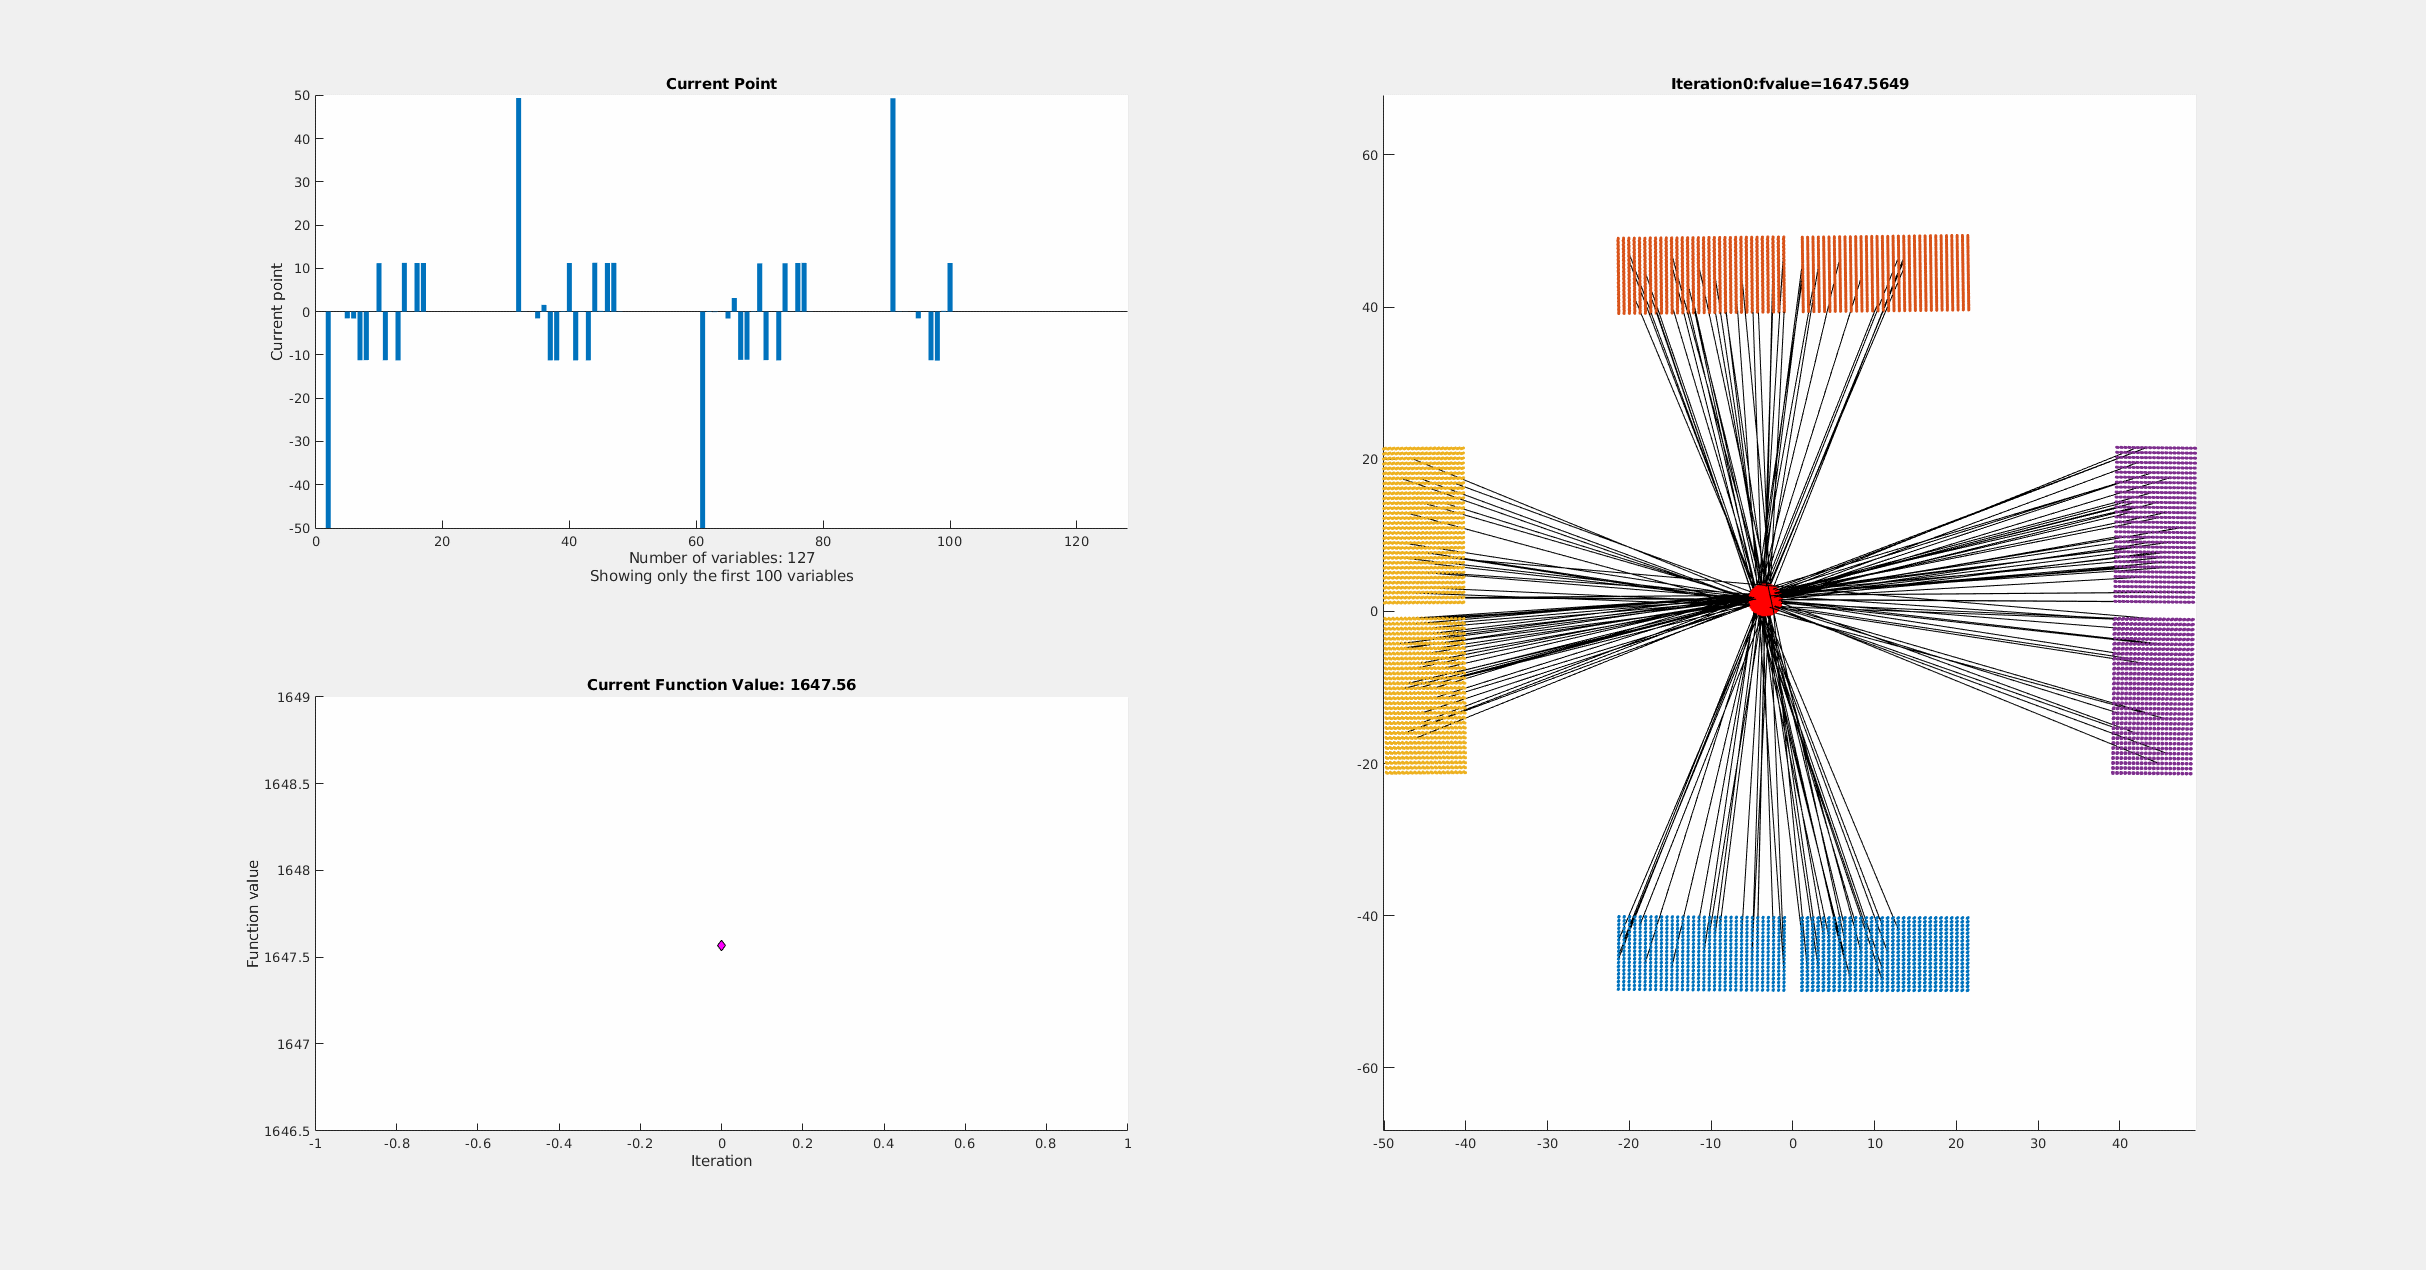 Current Point
50
40
30
20
10
0
-10
-20
-30
-40
-50
Current point
0 20 40 60 80 100 120
Number of variables: 127
Showing only the first 100 variables
Current Function Value: 1647.56
1649
1648.5
1648
1647.5
1647
1646.5
Function value
-1 -0.8 -0.6 -0.4 -0.2 0 0.2 0.4 0.6 0.8 1
Iteration
Iteration0:fvalue=1647.5649
60
40
20
0
-20
-40
-60
-50 -40 -30 -20 -10 0 10 20 30 40